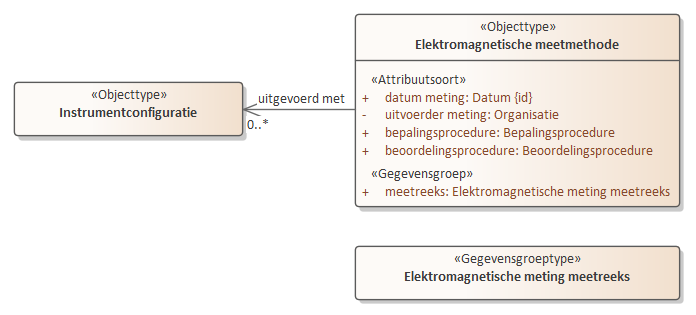 «Objecttype»
Instrumentconfiguratie
uitgevoerd met
0..*
«Objecttype»
Elektromagnetische meetmethode
«Attribuutsoort»
+ datum meting: Datum {id}
- uitvoerder meting: Organisatie
+ bepalingsprocedure: Bepalingsprocedure
+ beoordelingsprocedure: Beoordelingsprocedure
«Gegevensgroep»
+ meetreeks: Elektromagnetische meting meetreeks
«Gegevensgroeptype»
Elektromagnetische meting meetreeks